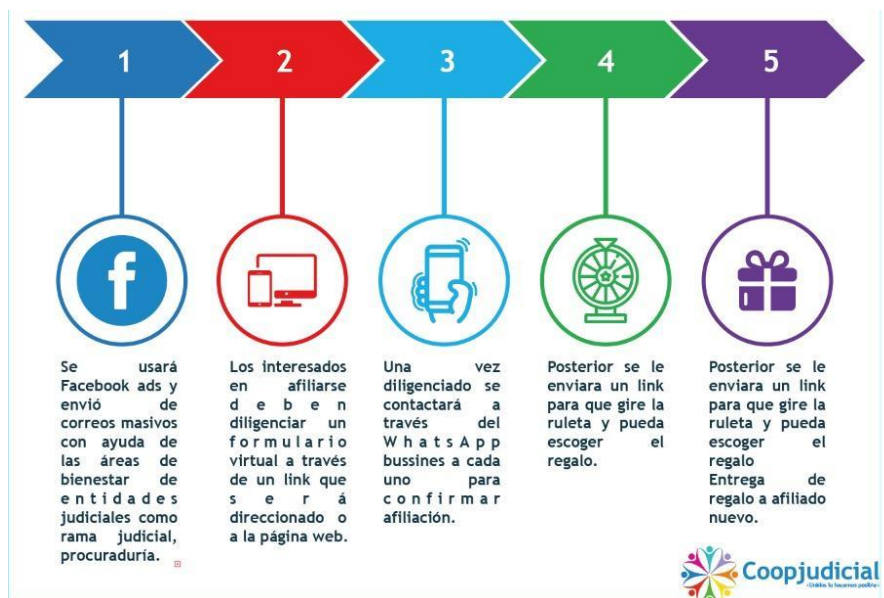 1
2
3
4
5
f
Se usará
Facebook ads y
envió de
correos masivos
con ayuda de
las áreas de
bienestar de
entidades
judiciales como
rama judicial,
procuraduría.
Los interesados
en afiliarse
deben
diligenciar un
formulario
virtual a través
de un link que
será
direccionado o
a la página web.
Una vez
diligenciado se
contactará a
través del
WhatsApp
bussines a cada
uno para
confirmar
afiliación.
Posterior se le
enviara un link
para que gire la
ruleta y pueda
escoger el
regalo.
Posterior se le
enviara un link
para que gire la
ruleta y pueda
escoger el
regalo
Entrega de
regalo a afiliado
nuevo.
Coopjudicial
-Unidos lo hacemos posible-